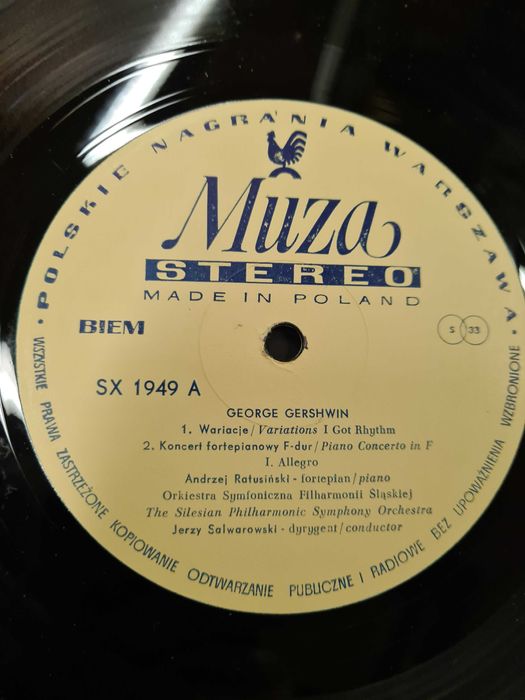 • POLSKIE NAGRANIA WARSZAWA •
Muza
STEREO
MADE IN POLAND
BIEM
S 33
SX 1949 A
GEORGE GERSHWIN
1. Wariacje/Variations I Got Rhythm
2. Koncert fortepianowy F-dur/Piano Concerto in F
I. Allegro
Andrzej Ratusiński - fortepian/piano
Orkiestra Symfoniczna Filharmonii Śląskiej
The Silesian Philharmonic Symphony Orchestra
Jerzy Salwarowski - dyrygent/conductor
WSZYSTKIE PRAWA ZASTRZEŻONE KOPIOWANIE ODTWARZANIE PUBLICZNE I RADIOWE BEZ UPOWAŻNIENIA WZBRONIONE